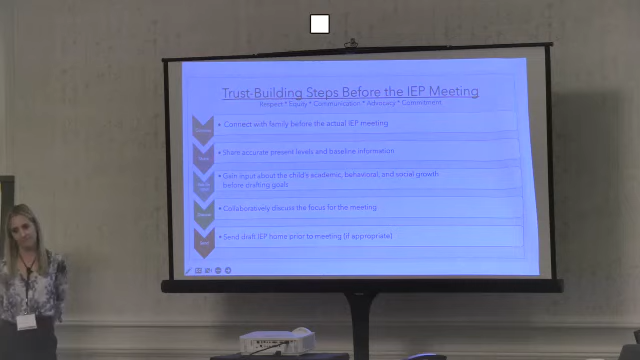 Trust-Building Steps Before the IEP Meeting
Respect * Equity * Communication * Advocacy * Commitment
• Connect with family before the actual IEP meeting
• Share accurate present levels and baseline information
• Gain input about the child's academic, behavioral, and social growth
before drafting goals
• Collaboratively discuss the focus for the meeting
• Send draft IEP home prior to meeting (if appropriate)